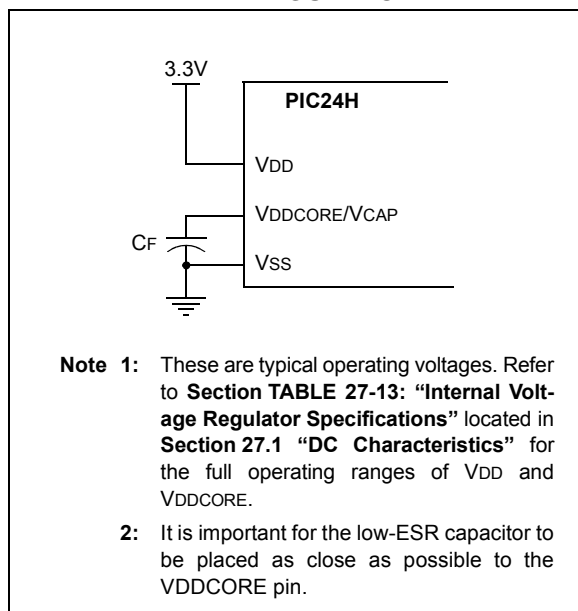 3.3V
PIC24H
VDD
VDDCORE/VCAP
CF
VSS
Note 1: These are typical operating voltages. Refer
to Section TABLE 27-13: “Internal Volt-
age Regulator Specifications” located in
Section 27.1 “DC Characteristics” for
the full operating ranges of VDD and
VDDCORE.
2: It is important for the low-ESR capacitor to
be placed as close as possible to the
VDDCORE pin.